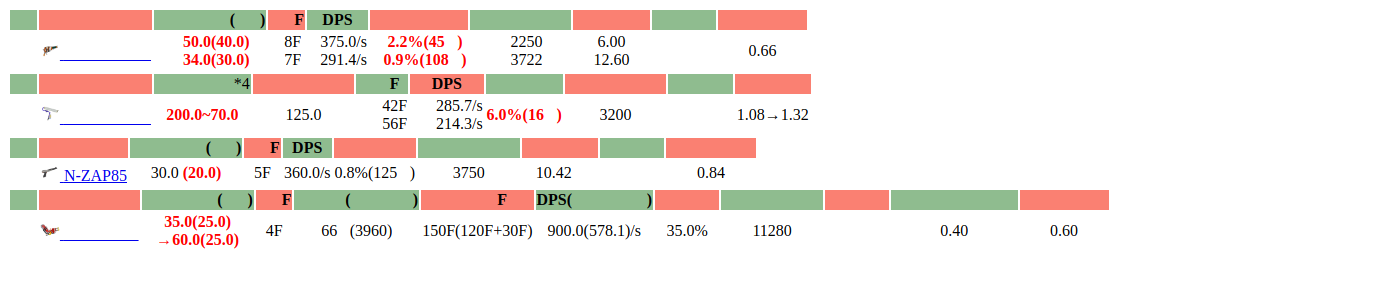 ( ) F DPS
50.0(40.0) 8F 375.0/s 2.2%(45 ) 2250 6.00 0.66
34.0(30.0) 7F 291.4/s 0.9%(108 ) 3722 12.60
*4 F DPS
200.0~70.0 125.0 42F 285.7/s 6.0%(16 ) 3200 1.08→1.32
56F 214.3/s
( ) F DPS
N-ZAP85 30.0 (20.0) 5F 360.0/s 0.8%(125 ) 3750 10.42 0.84
( ) F ( ) F DPS( )
35.0(25.0) 4F 66 (3960) 150F(120F+30F) 900.0(578.1)/s 35.0% 11280 0.40 0.60
→60.0(25.0)